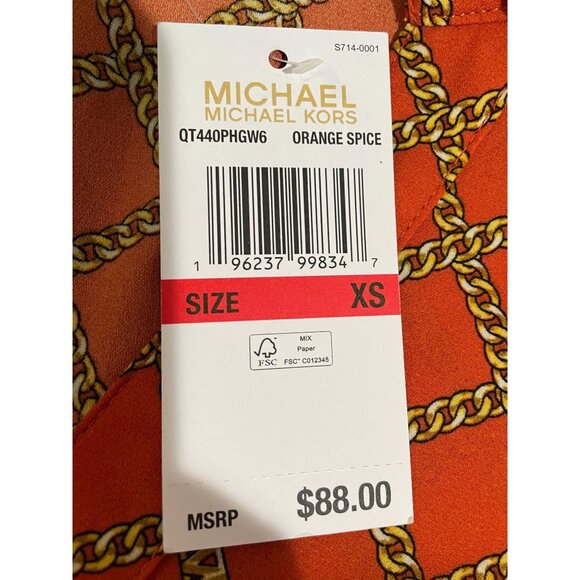 S714-0001
MICHAEL
MICHAEL KORS
QT440PHGW6 ORANGE SPICE
1 96237 99834 7
SIZE XS
MIX
Paper
FSC FSC™ C012345
MSRP $88.00